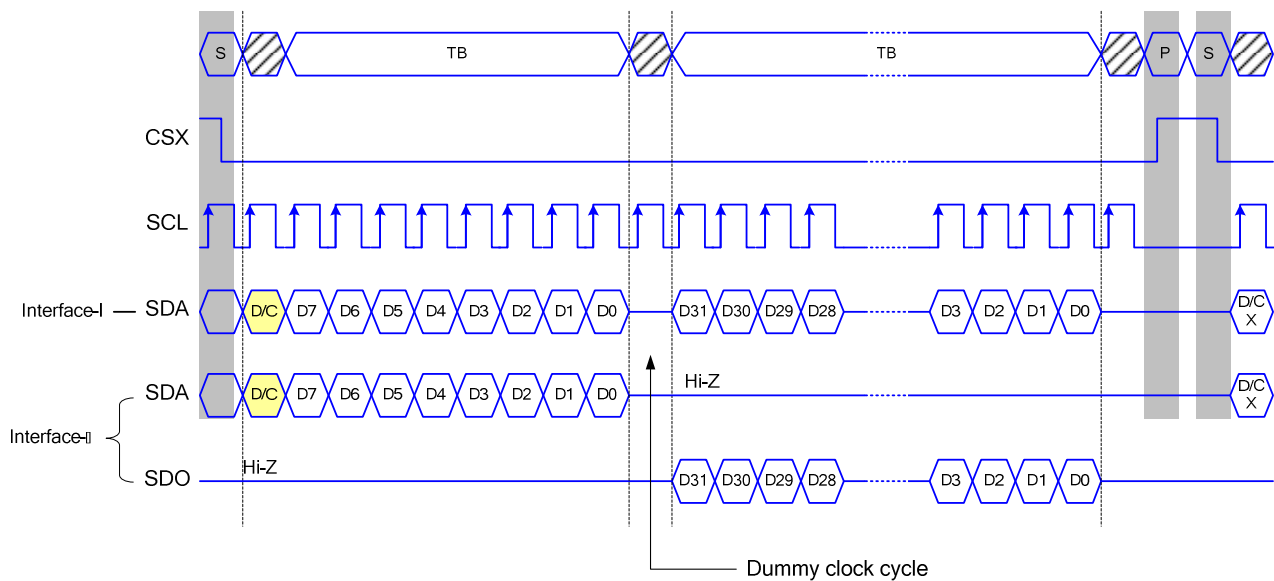 S TB TB P S
CSX
SCL
Interface-I SDA D/C D7 D6 D5 D4 D3 D2 D1 D0 D31 D30 D29 D28 D3 D2 D1 D0 D/C X
SDA D/C D7 D6 D5 D4 D3 D2 D1 D0 Hi-Z D/C X
Interface-▯
SDO Hi-Z D31 D30 D29 D28 D3 D2 D1 D0
Dummy clock cycle